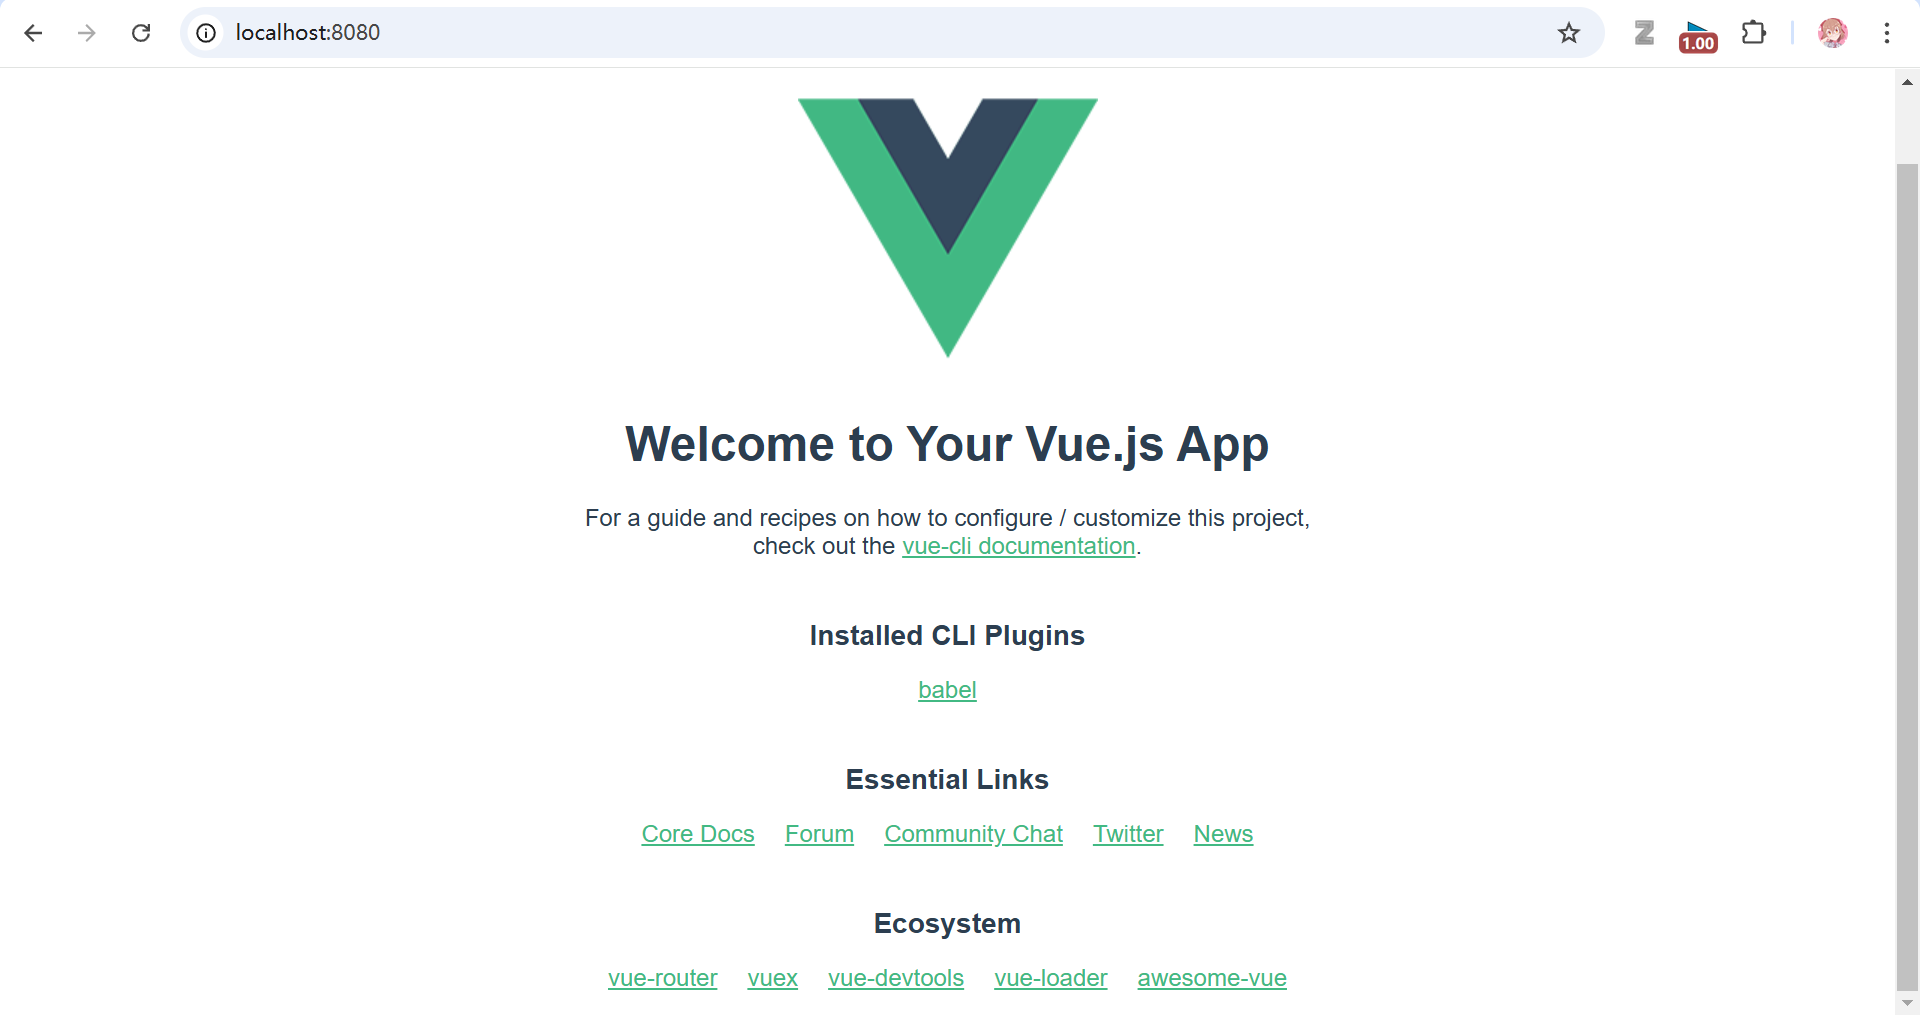 localhost:8080
Z
1.00
Welcome to Your Vue.js App
For a guide and recipes on how to configure / customize this project,
check out the vue-cli documentation.
Installed CLI Plugins
babel
Essential Links
Core Docs Forum Community Chat Twitter News
Ecosystem
vue-router vuex vue-devtools vue-loader awesome-vue